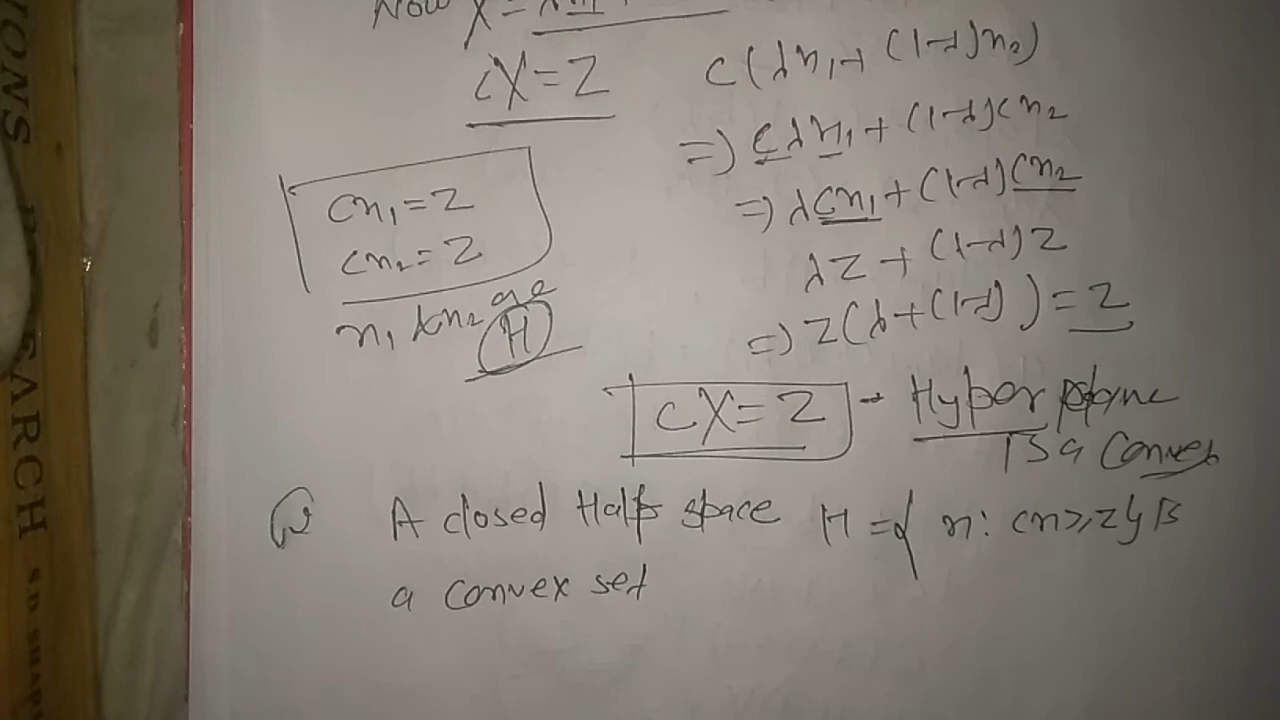 Now X =
cX = Z
c(λx₁ + (1-λ)x₂)
=> cλx₁ + (1-λ)cx₂
=> λcx₁ + (1-λ)cx₂
λz + (1-λ)z
=> z(λ + (1-λ)) = z
cx₁ = z
cx₂ = z
x₁ & x₂
H
cX = z → Hyper plane
is a convex
Q A closed Half space H = { x : cx ≥ z } is
a convex set